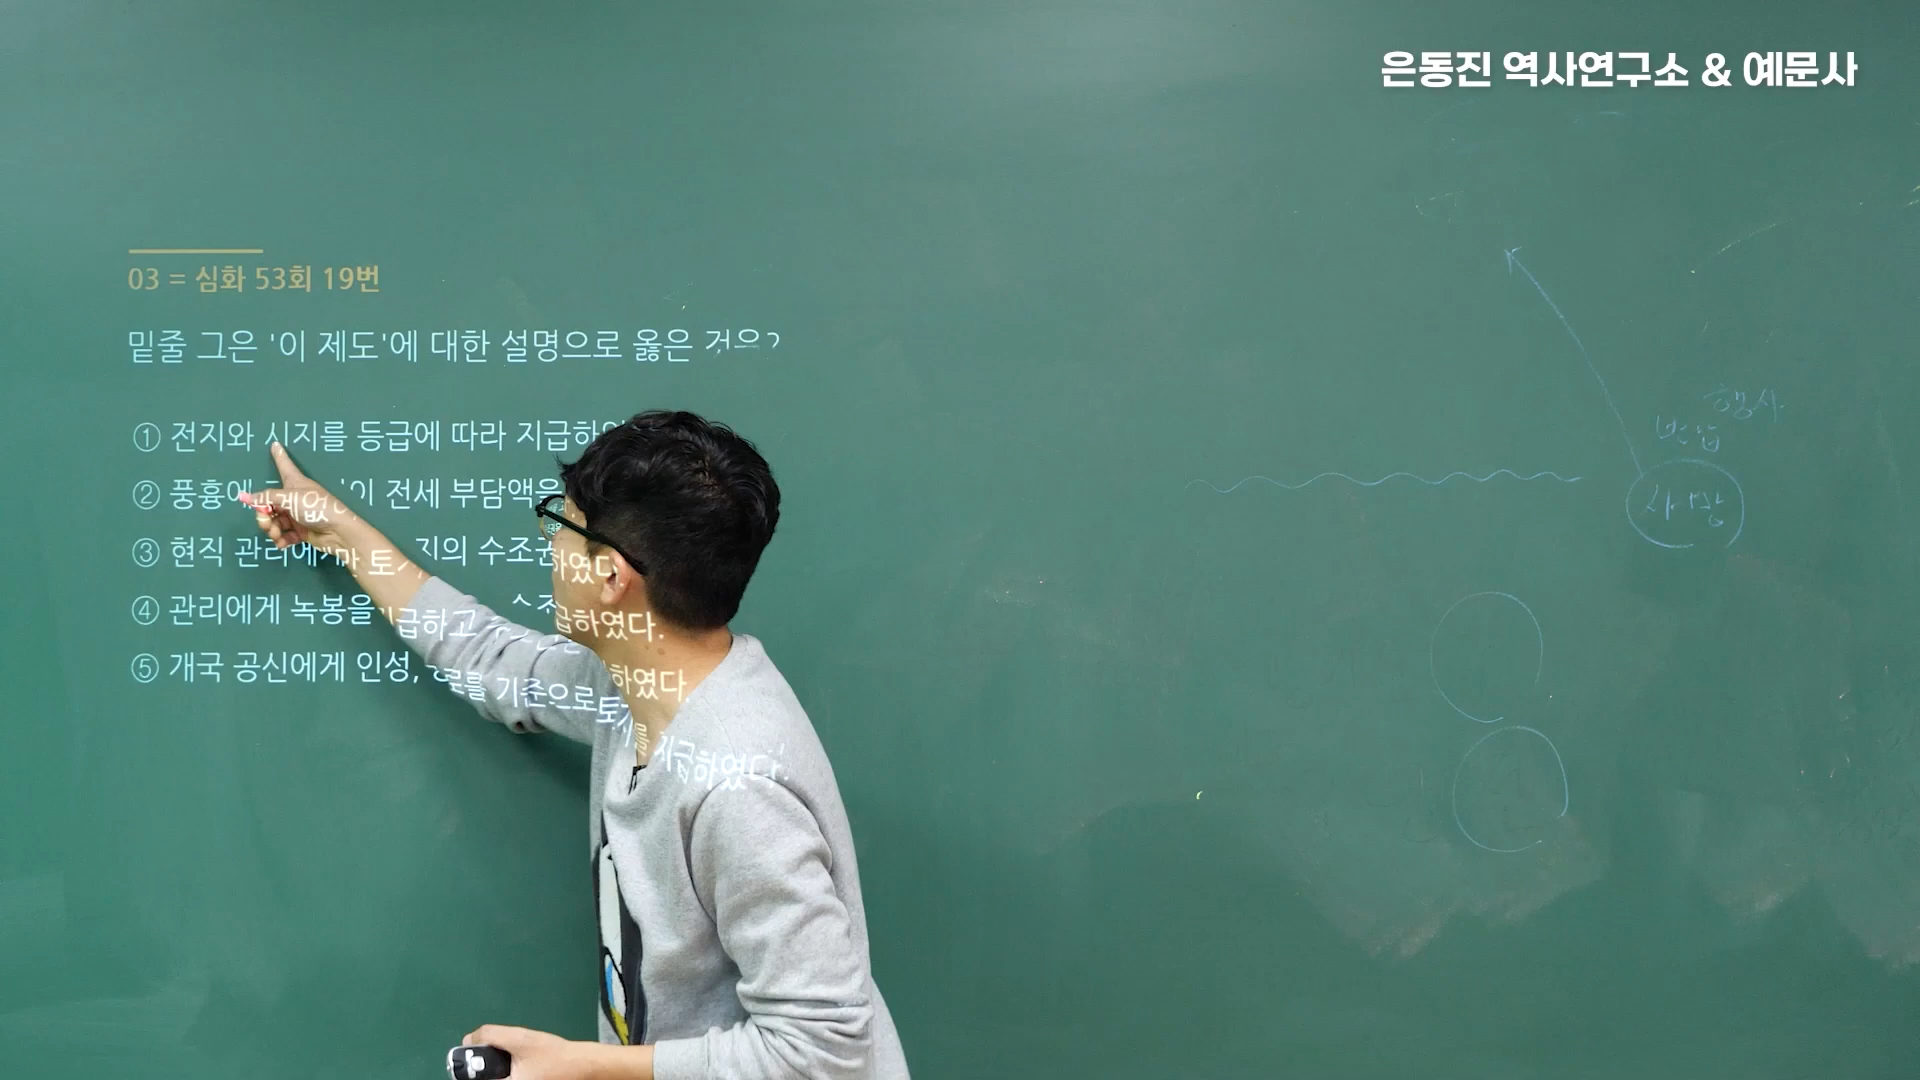 은동진 역사연구소 & 예문사
03 = 심화 53회 19번
밑줄 그은 '이 제도'에 대한 설명으로 옳은 것은?
① 전지와 시지를 등급에 따라 지급하였
② 풍흉에 관계없이 전세 부담액을
③ 현직 관리에게만 토지의 수조권 하였다.
④ 관리에게 녹봉을 지급하고 급하였다.
⑤ 개국 공신에게 인성, 공로를 기준으로 토지를 지급하였다.
하였다.
사장